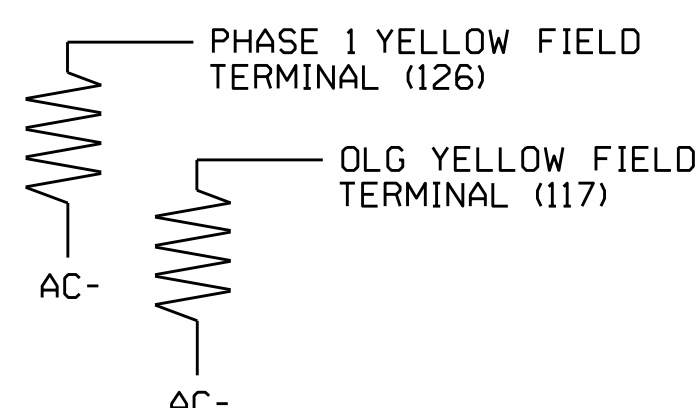 PHASE 1 YELLOW FIELD
TERMINAL (126)
OLG YELLOW FIELD
TERMINAL (117)
AC-
AC-